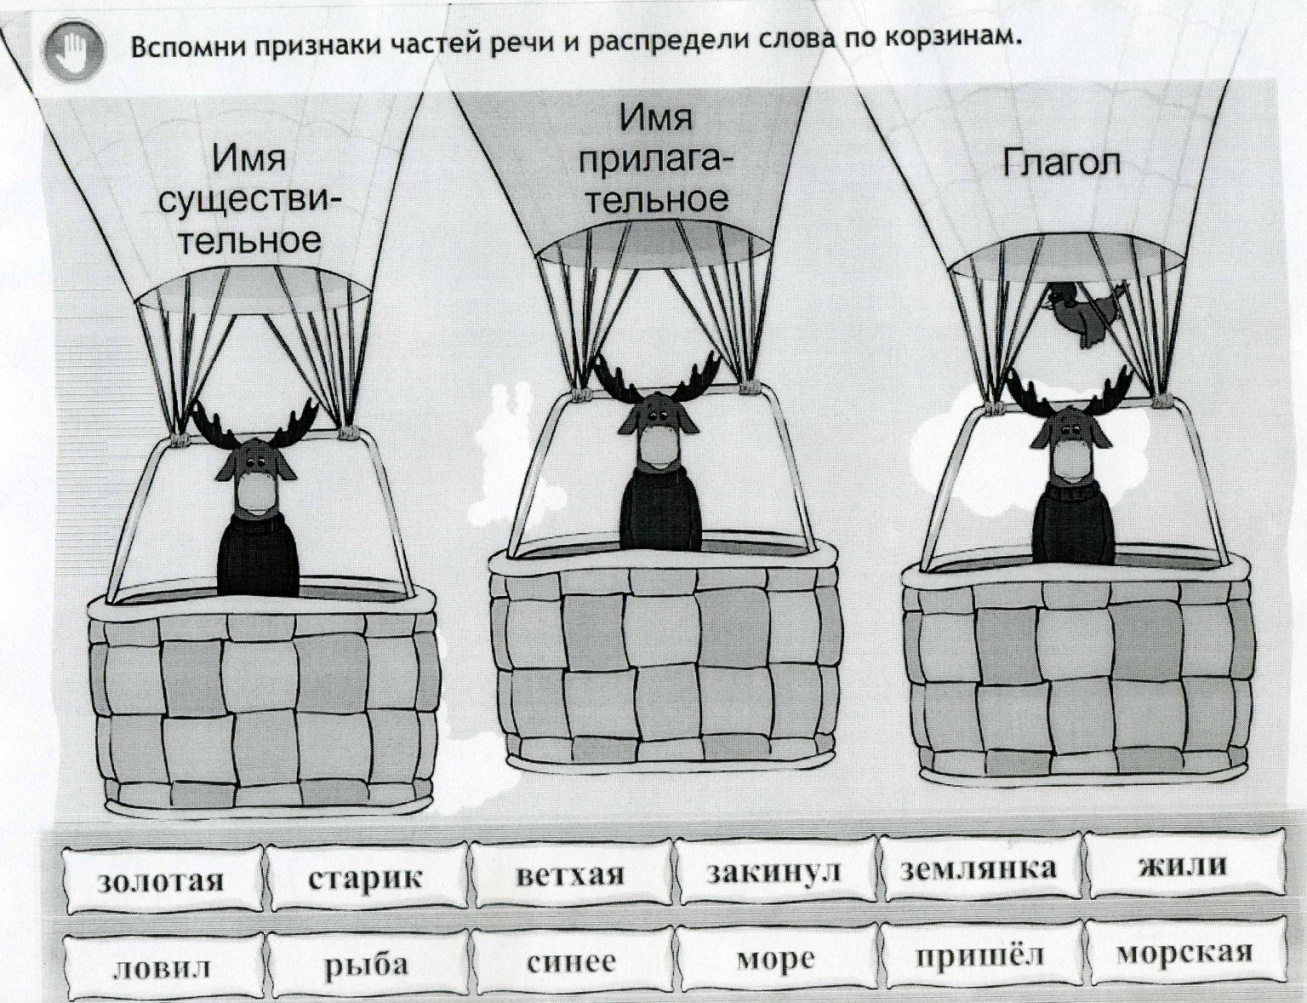 Вспомни признаки частей речи и распредели слова по корзинам.
Имя
существи-
тельное
Имя
прилага-
тельное
Глагол
золотая старик ветхая закинул землянка жили
ловил рыба синее море пришёл морская